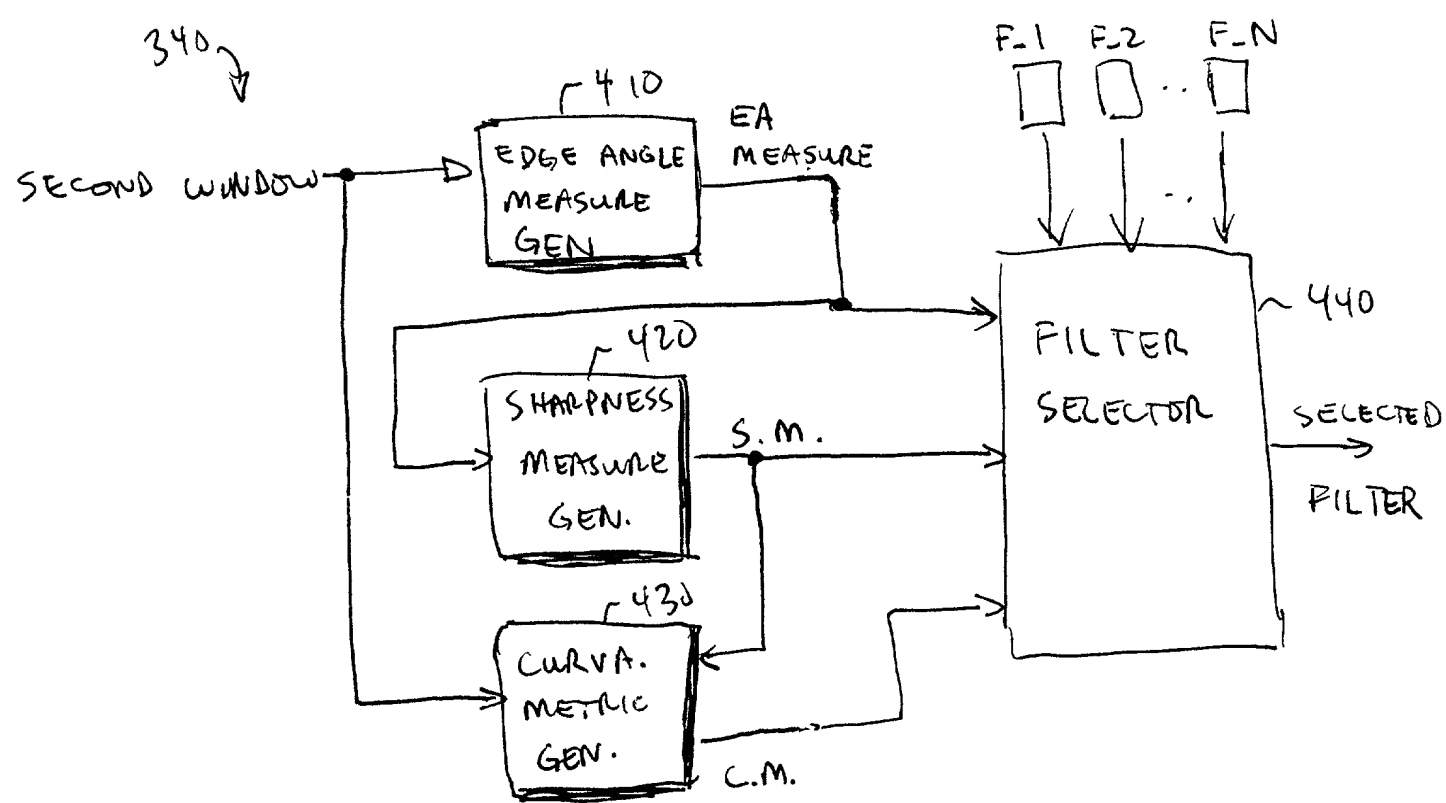 340
F_1 F_2 .. F_N
410
EA
MEASURE
EDGE ANGLE
MEASURE
GEN
SECOND WINDOW
..
440
420
FILTER
SELECTOR
SHARPNESS
MEASURE
GEN.
S.M.
SELECTED
FILTER
430
CURVA.
METRIC
GEN.
C.M.